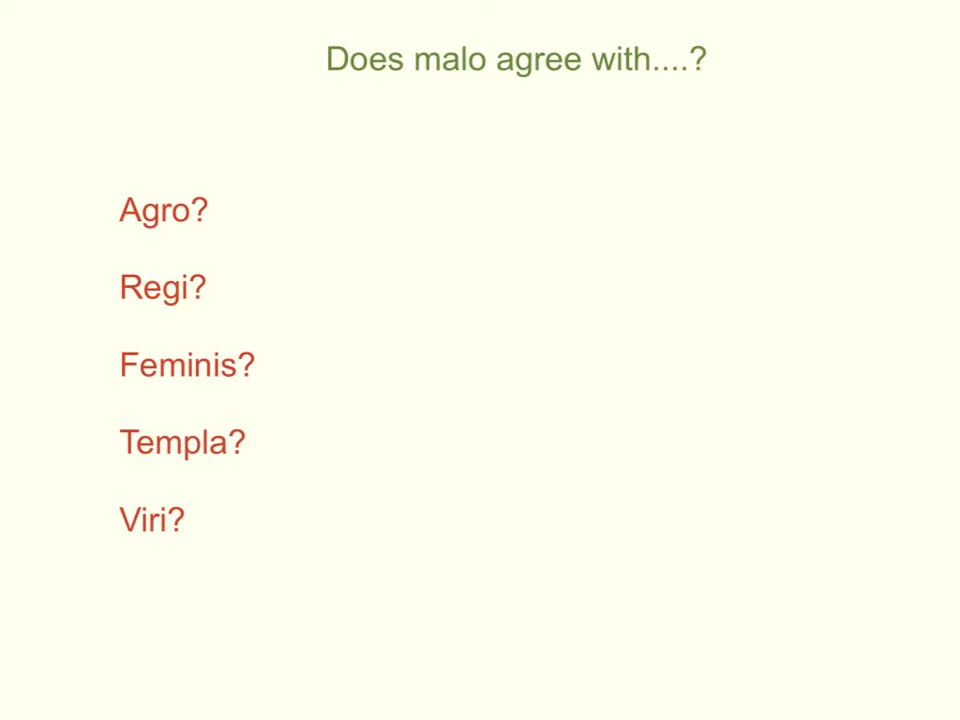 Does malo agree with....?
Agro?
Regi?
Feminis?
Templa?
Viri?